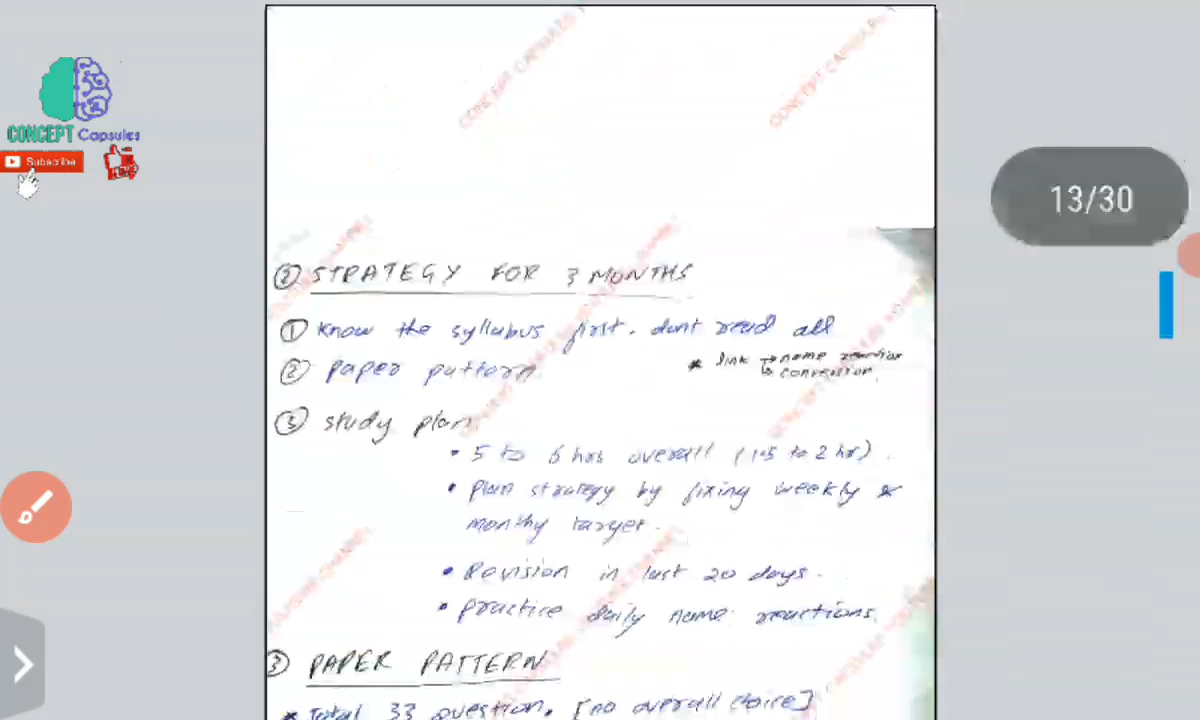 CONCEPT Capsules
Subscribe
13/30
② STRATEGY FOR 3 MONTHS
① Know the syllabus first. dont read all
② paper pattern.
* link → name reaction
↳ conversion.
③ study plan.
• 5 to 6 hrs overall (1.5 to 2 hr).
• plan strategy by fixing weekly &
monthy target.
• Revision in last 20 days.
• practice daily name reactions.
③ PAPER PATTERN
* Total 33 question, [no overall choice]